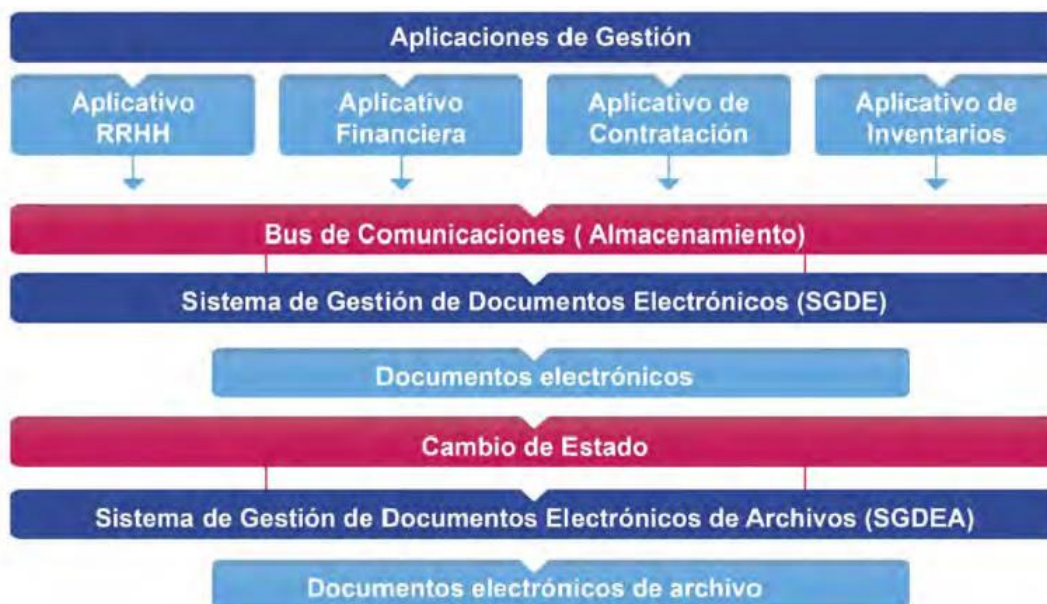 Aplicaciones de Gestión
Aplicativo
RRHH
Aplicativo
Financiera
Aplicativo de
Contratación
Aplicativo de
Inventarios
Bus de Comunicaciones ( Almacenamiento)
Sistema de Gestión de Documentos Electrónicos (SGDE)
Documentos electrónicos
Cambio de Estado
Sistema de Gestión de Documentos Electrónicos de Archivos (SGDEA)
Documentos electrónicos de archivo